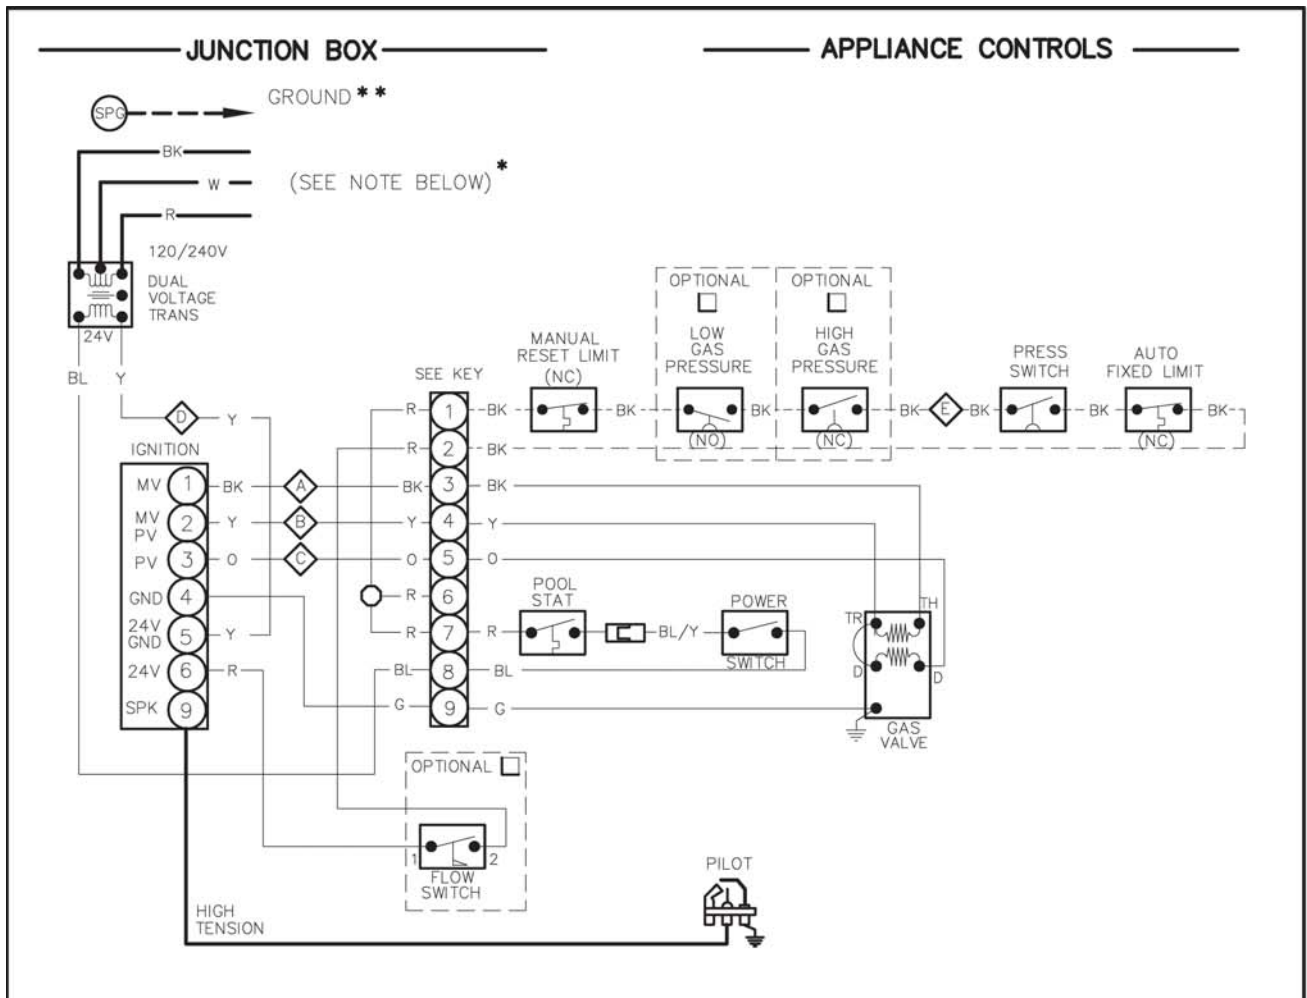 JUNCTION BOX
APPLIANCE CONTROLS
SPG
GROUND **
BK
W
(SEE NOTE BELOW)*
R
120/240V
DUAL
VOLTAGE
TRANS
24V
BL
Y
D
Y
SEE KEY
MANUAL
RESET LIMIT
(NC)
OPTIONAL
LOW
GAS
PRESSURE
(NO)
OPTIONAL
HIGH
GAS
PRESSURE
(NC)
PRESS
SWITCH
AUTO
FIXED LIMIT
(NC)
R
1
BK
BK
BK
BK
E
BK
BK
BK
R
2
BK
IGNITION
MV
1
BK
A
BK
3
BK
MV
PV
2
Y
B
Y
4
Y
PV
3
O
C
O
5
O
GND
4
R
6
24V
GND
5
Y
R
7
R
POOL
STAT
BL/Y
POWER
SWITCH
24V
6
R
BL
8
BL
SPK
9
G
9
G
TR
TH
D
D
GAS
VALVE
OPTIONAL
1
2
FLOW
SWITCH
HIGH
TENSION
PILOT